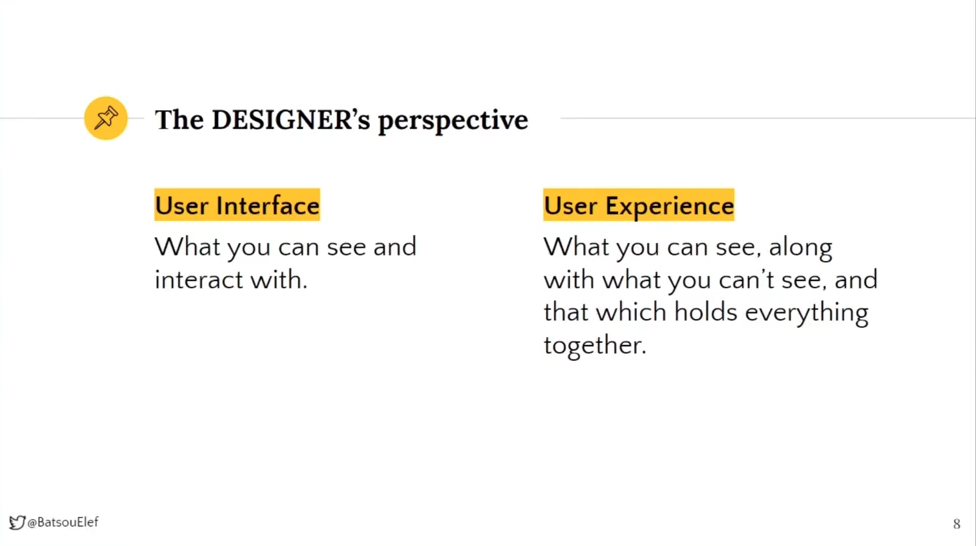 The DESIGNER’s perspective
User Interface
What you can see and
interact with.
User Experience
What you can see, along
with what you can’t see, and
that which holds everything
together.
@BatsouElef
8